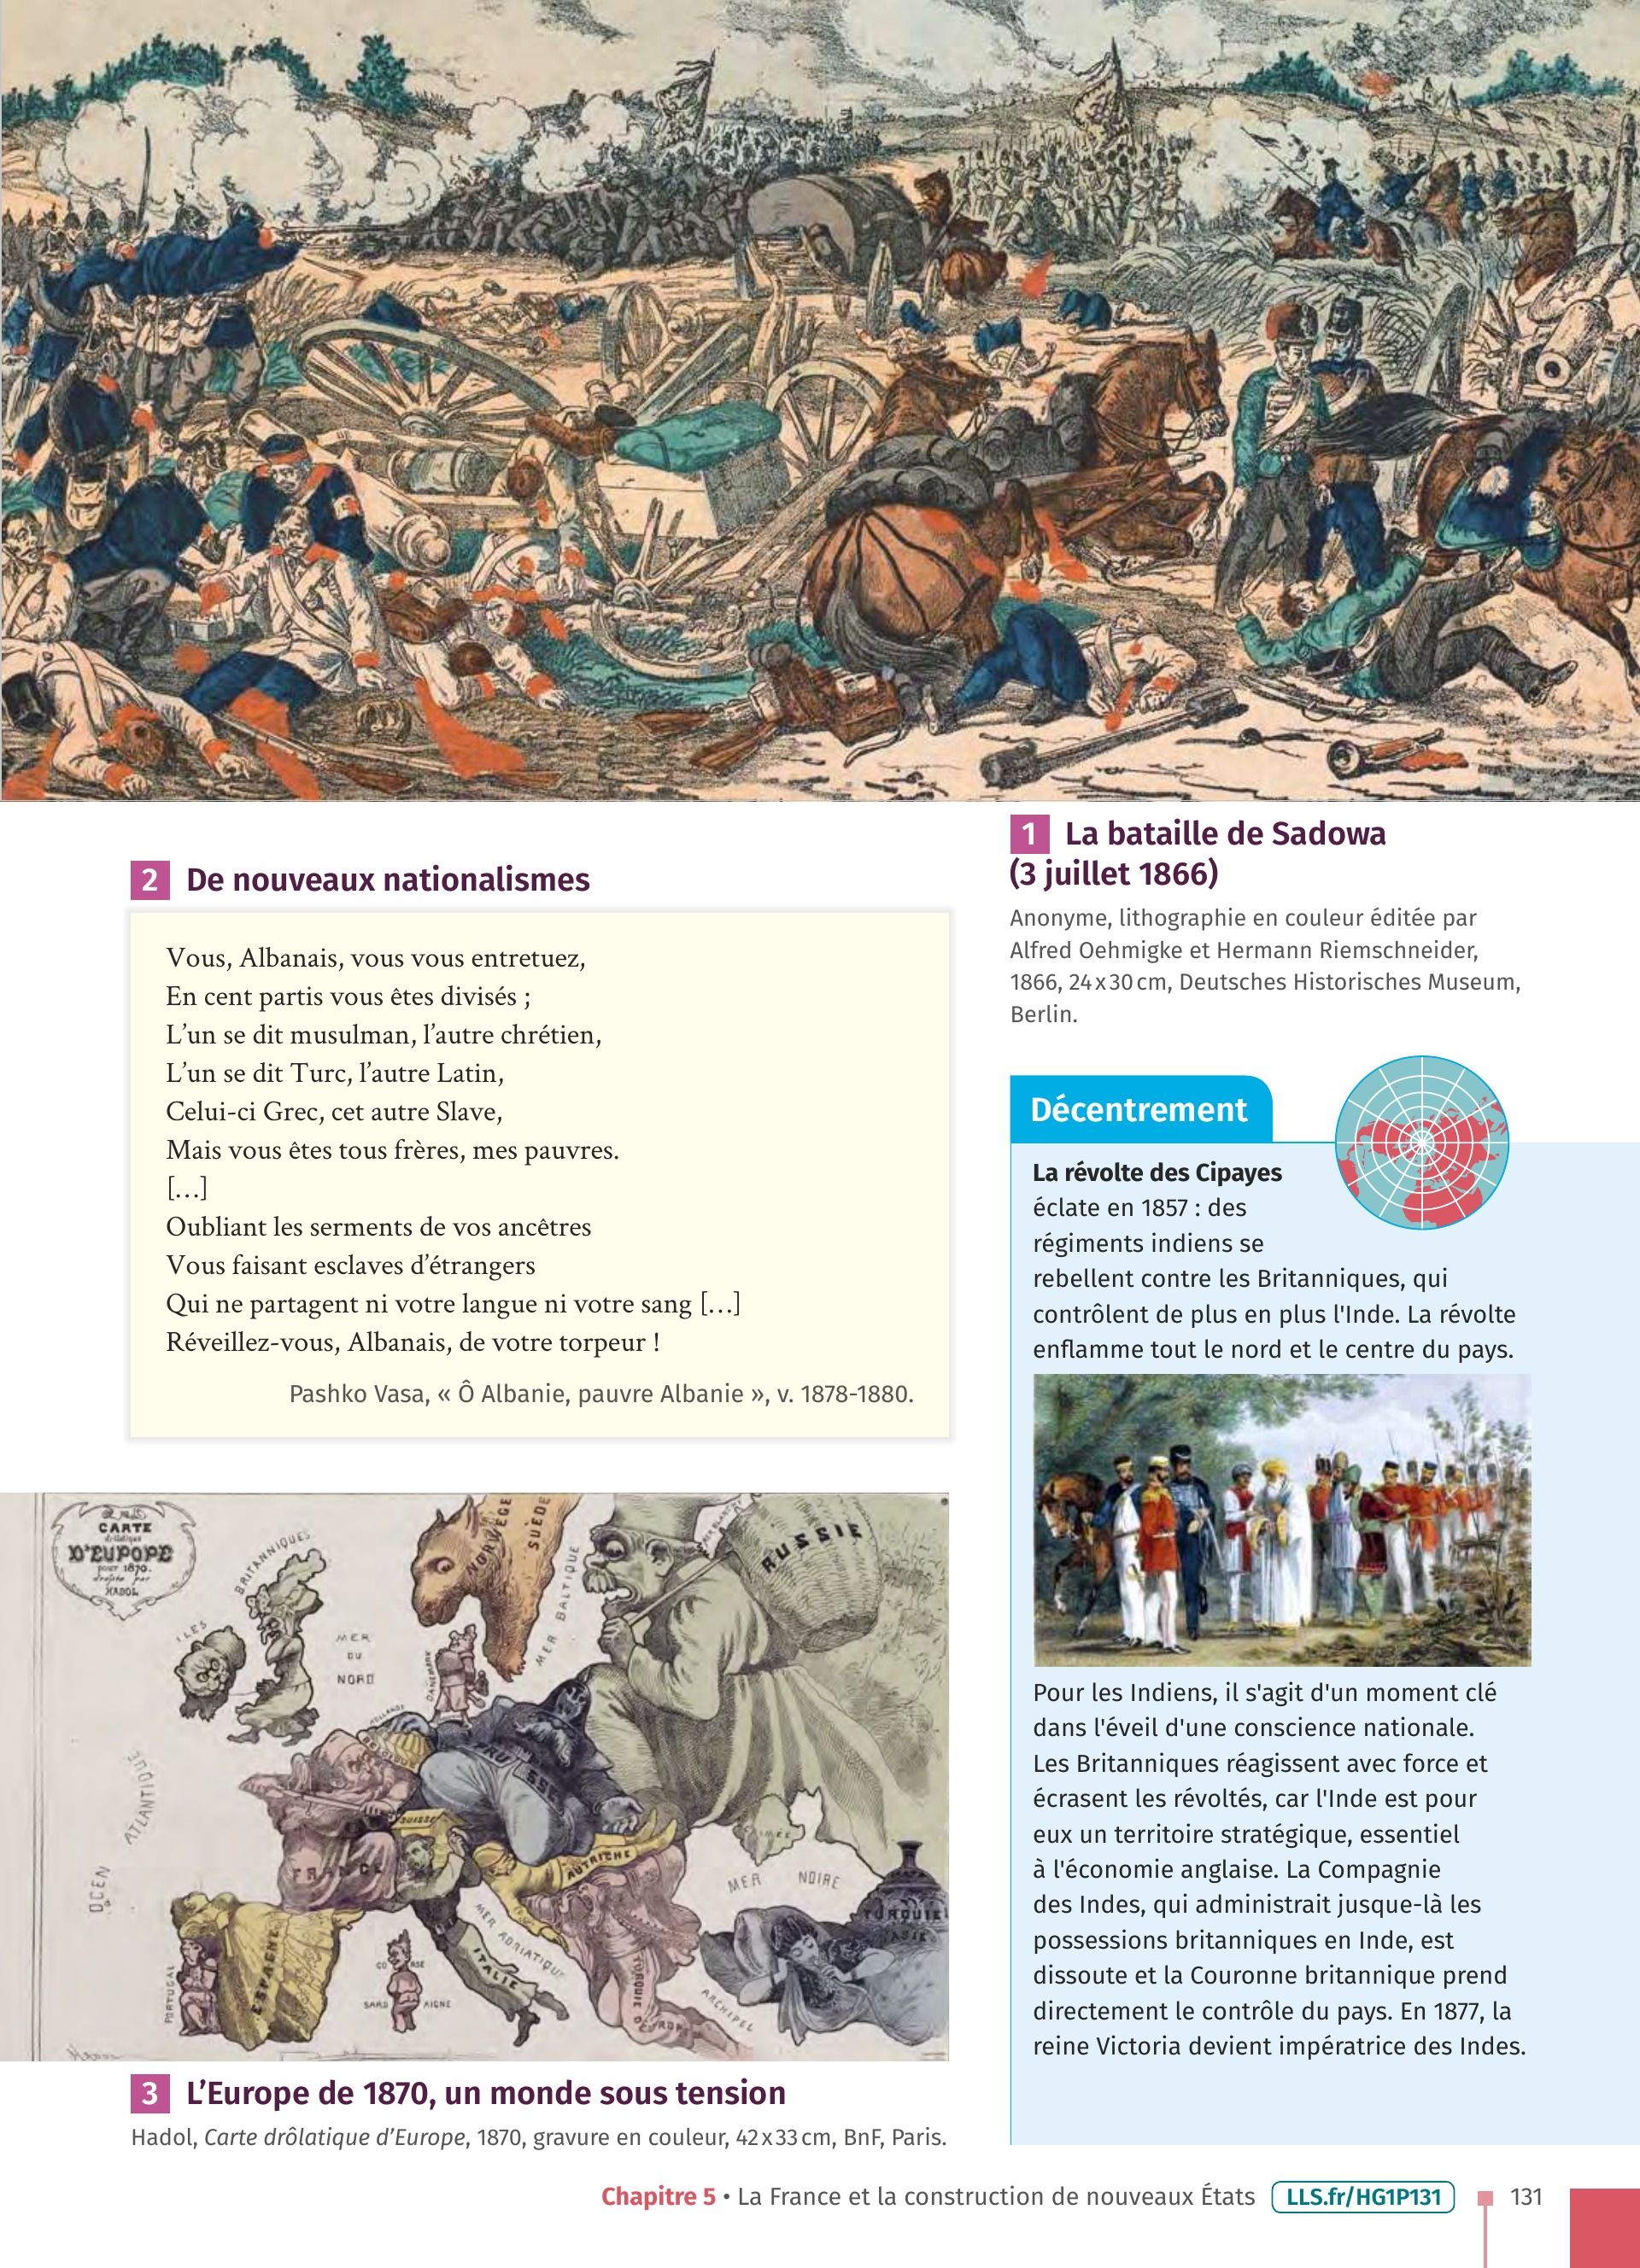 1 La bataille de Sadowa
(3 juillet 1866)
Anonyme, lithographie en couleur éditée par
Alfred Oehmigke et Hermann Riemschneider,
1866, 24 x 30 cm, Deutsches Historisches Museum,
Berlin.
2 De nouveaux nationalismes
Vous, Albanais, vous vous entretuez,
En cent partis vous êtes divisés ;
L’un se dit musulman, l’autre chrétien,
L’un se dit Turc, l’autre Latin,
Celui-ci Grec, cet autre Slave,
Mais vous êtes tous frères, mes pauvres.
[…]
Oubliant les serments de vos ancêtres
Vous faisant esclaves d’étrangers
Qui ne partagent ni votre langue ni votre sang […]
Réveillez-vous, Albanais, de votre torpeur !
Pashko Vasa, « Ô Albanie, pauvre Albanie », v. 1878-1880.
CARTE
D'EUPOPE
pour 1870.
HADOL
ILES
BRITANNIQUES
MER
DU
NORD
NORVÈGE
SUÈDE
MER BALTIQUE
RUSSIE
DANEMARK
HOLLANDE
BELGIQUE
PRUSSE
OCEN
ATLANTIQUE
FRANCE
SUISSE
AUTRICHE
CRIMÉE
MER NOIRE
TURQUIE
ASIE
MER ADRIATIQUE
ITALIE
CORSE
SARDAIGNE
ESPAGNE
PORTUGAL
TURQUIE
D'EUROPE
ARCHIPEL
3 L’Europe de 1870, un monde sous tension
Hadol, Carte drôlatique d’Europe, 1870, gravure en couleur, 42 x 33 cm, BnF, Paris.
Décentrement
La révolte des Cipayes
éclate en 1857 : des
régiments indiens se
rebellent contre les Britanniques, qui
contrôlent de plus en plus l'Inde. La révolte
enflamme tout le nord et le centre du pays.
Pour les Indiens, il s'agit d'un moment clé
dans l'éveil d'une conscience nationale.
Les Britanniques réagissent avec force et
écrasent les révoltés, car l'Inde est pour
eux un territoire stratégique, essentiel
à l'économie anglaise. La Compagnie
des Indes, qui administrait jusque-là les
possessions britanniques en Inde, est
dissoute et la Couronne britannique prend
directement le contrôle du pays. En 1877, la
reine Victoria devient impératrice des Indes.
Chapitre 5 • La France et la construction de nouveaux États LLS.fr/HG1P131 131